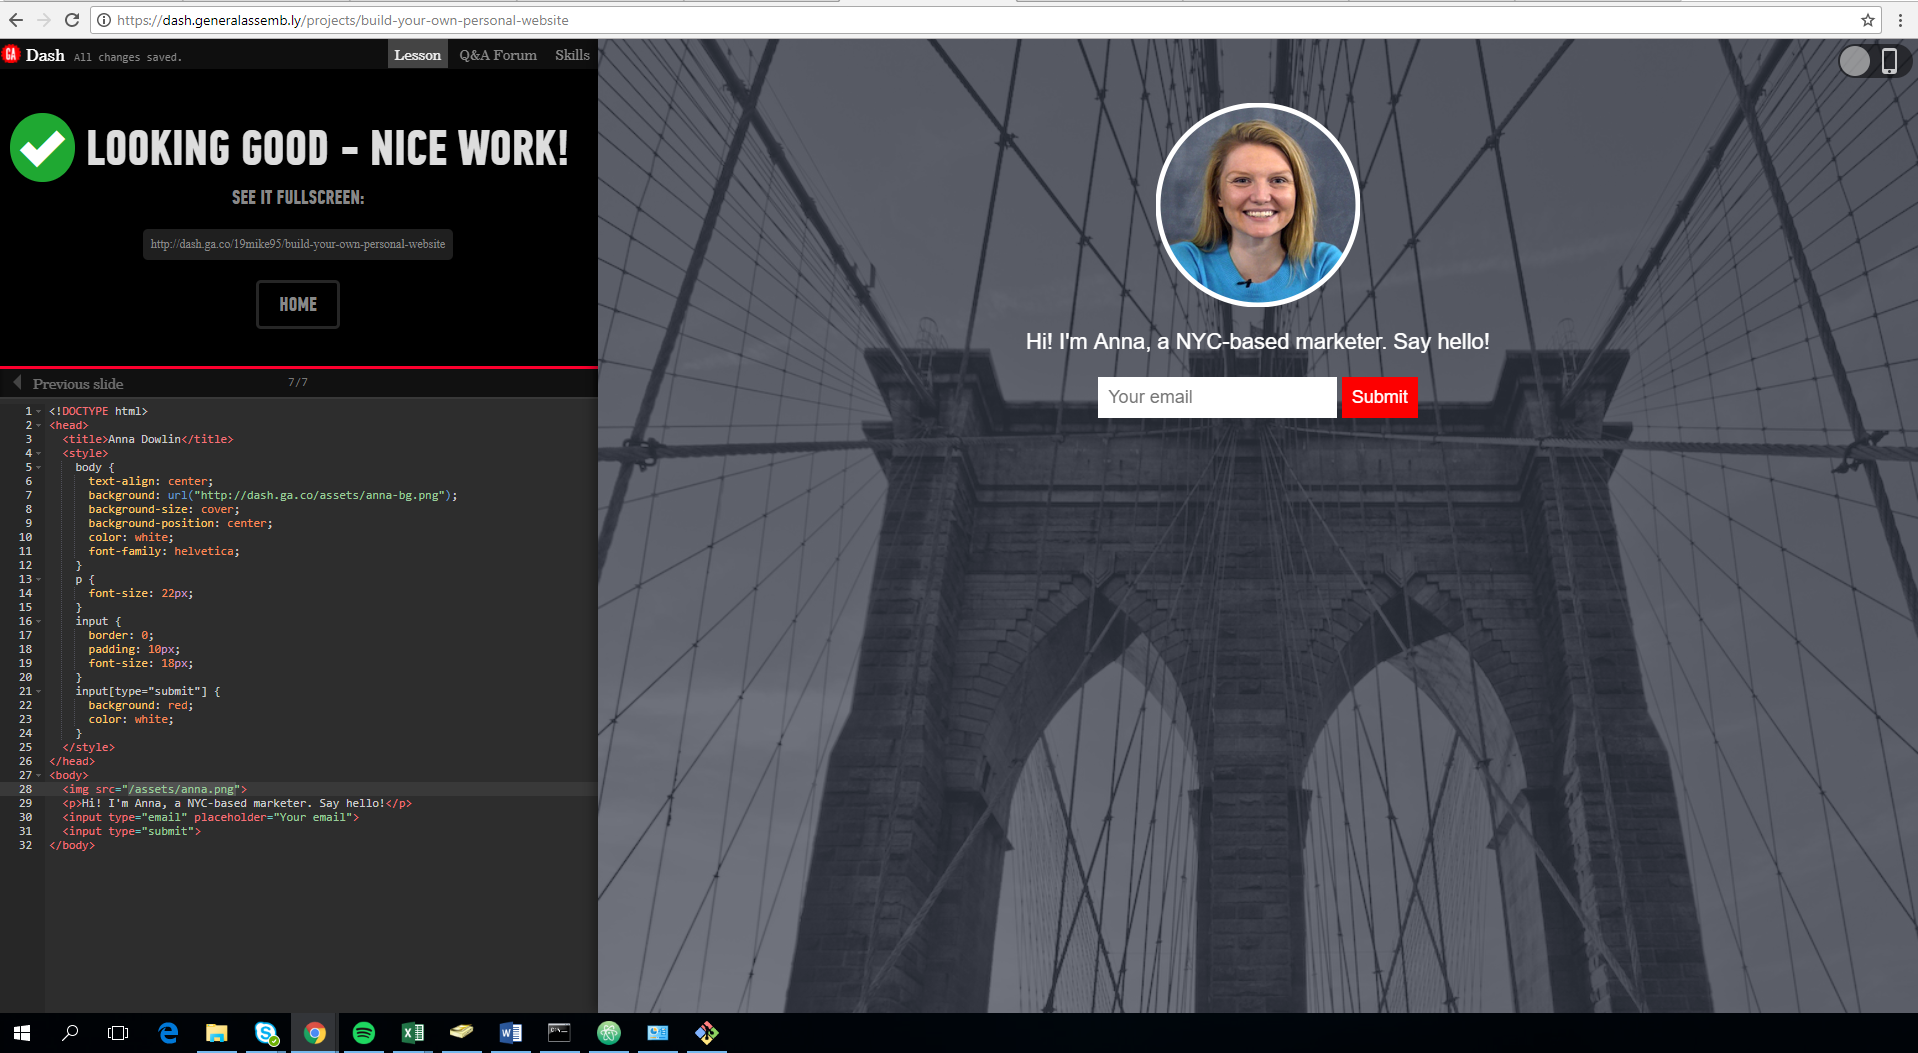 https://dash.generalassemb.ly/projects/build-your-own-personal-website
GA Dash All changes saved. Lesson Q&A Forum Skills
LOOKING GOOD - NICE WORK!
SEE IT FULLSCREEN:
http://dash.ga.co/19mike95/build-your-own-personal-website
HOME
Previous slide 7/7
1 <!DOCTYPE html>
2 <head>
3 <title>Anna Dowlin</title>
4 <style>
5 body {
6 text-align: center;
7 background: url("http://dash.ga.co/assets/anna-bg.png");
8 background-size: cover;
9 background-position: center;
10 color: white;
11 font-family: helvetica;
12 }
13 p {
14 font-size: 22px;
15 }
16 input {
17 border: 0;
18 padding: 10px;
19 font-size: 18px;
20 }
21 input[type="submit"] {
22 background: red;
23 color: white;
24 }
25 </style>
26 </head>
27 <body>
28 <img src="/assets/anna.png">
29 <p>Hi! I'm Anna, a NYC-based marketer. Say hello!</p>
30 <input type="email" placeholder="Your email">
31 <input type="submit">
32 </body>
Hi! I'm Anna, a NYC-based marketer. Say hello!
Your email Submit